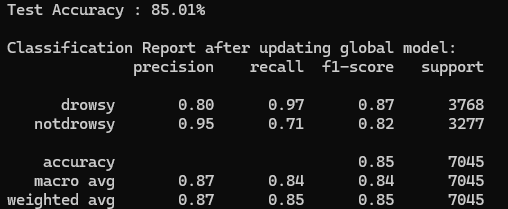 Test Accuracy : 85.01%
Classification Report after updating global model:
precision recall f1-score support
drowsy 0.80 0.97 0.87 3768
notdrowsy 0.95 0.71 0.82 3277
accuracy 0.85 7045
macro avg 0.87 0.84 0.84 7045
weighted avg 0.87 0.85 0.85 7045